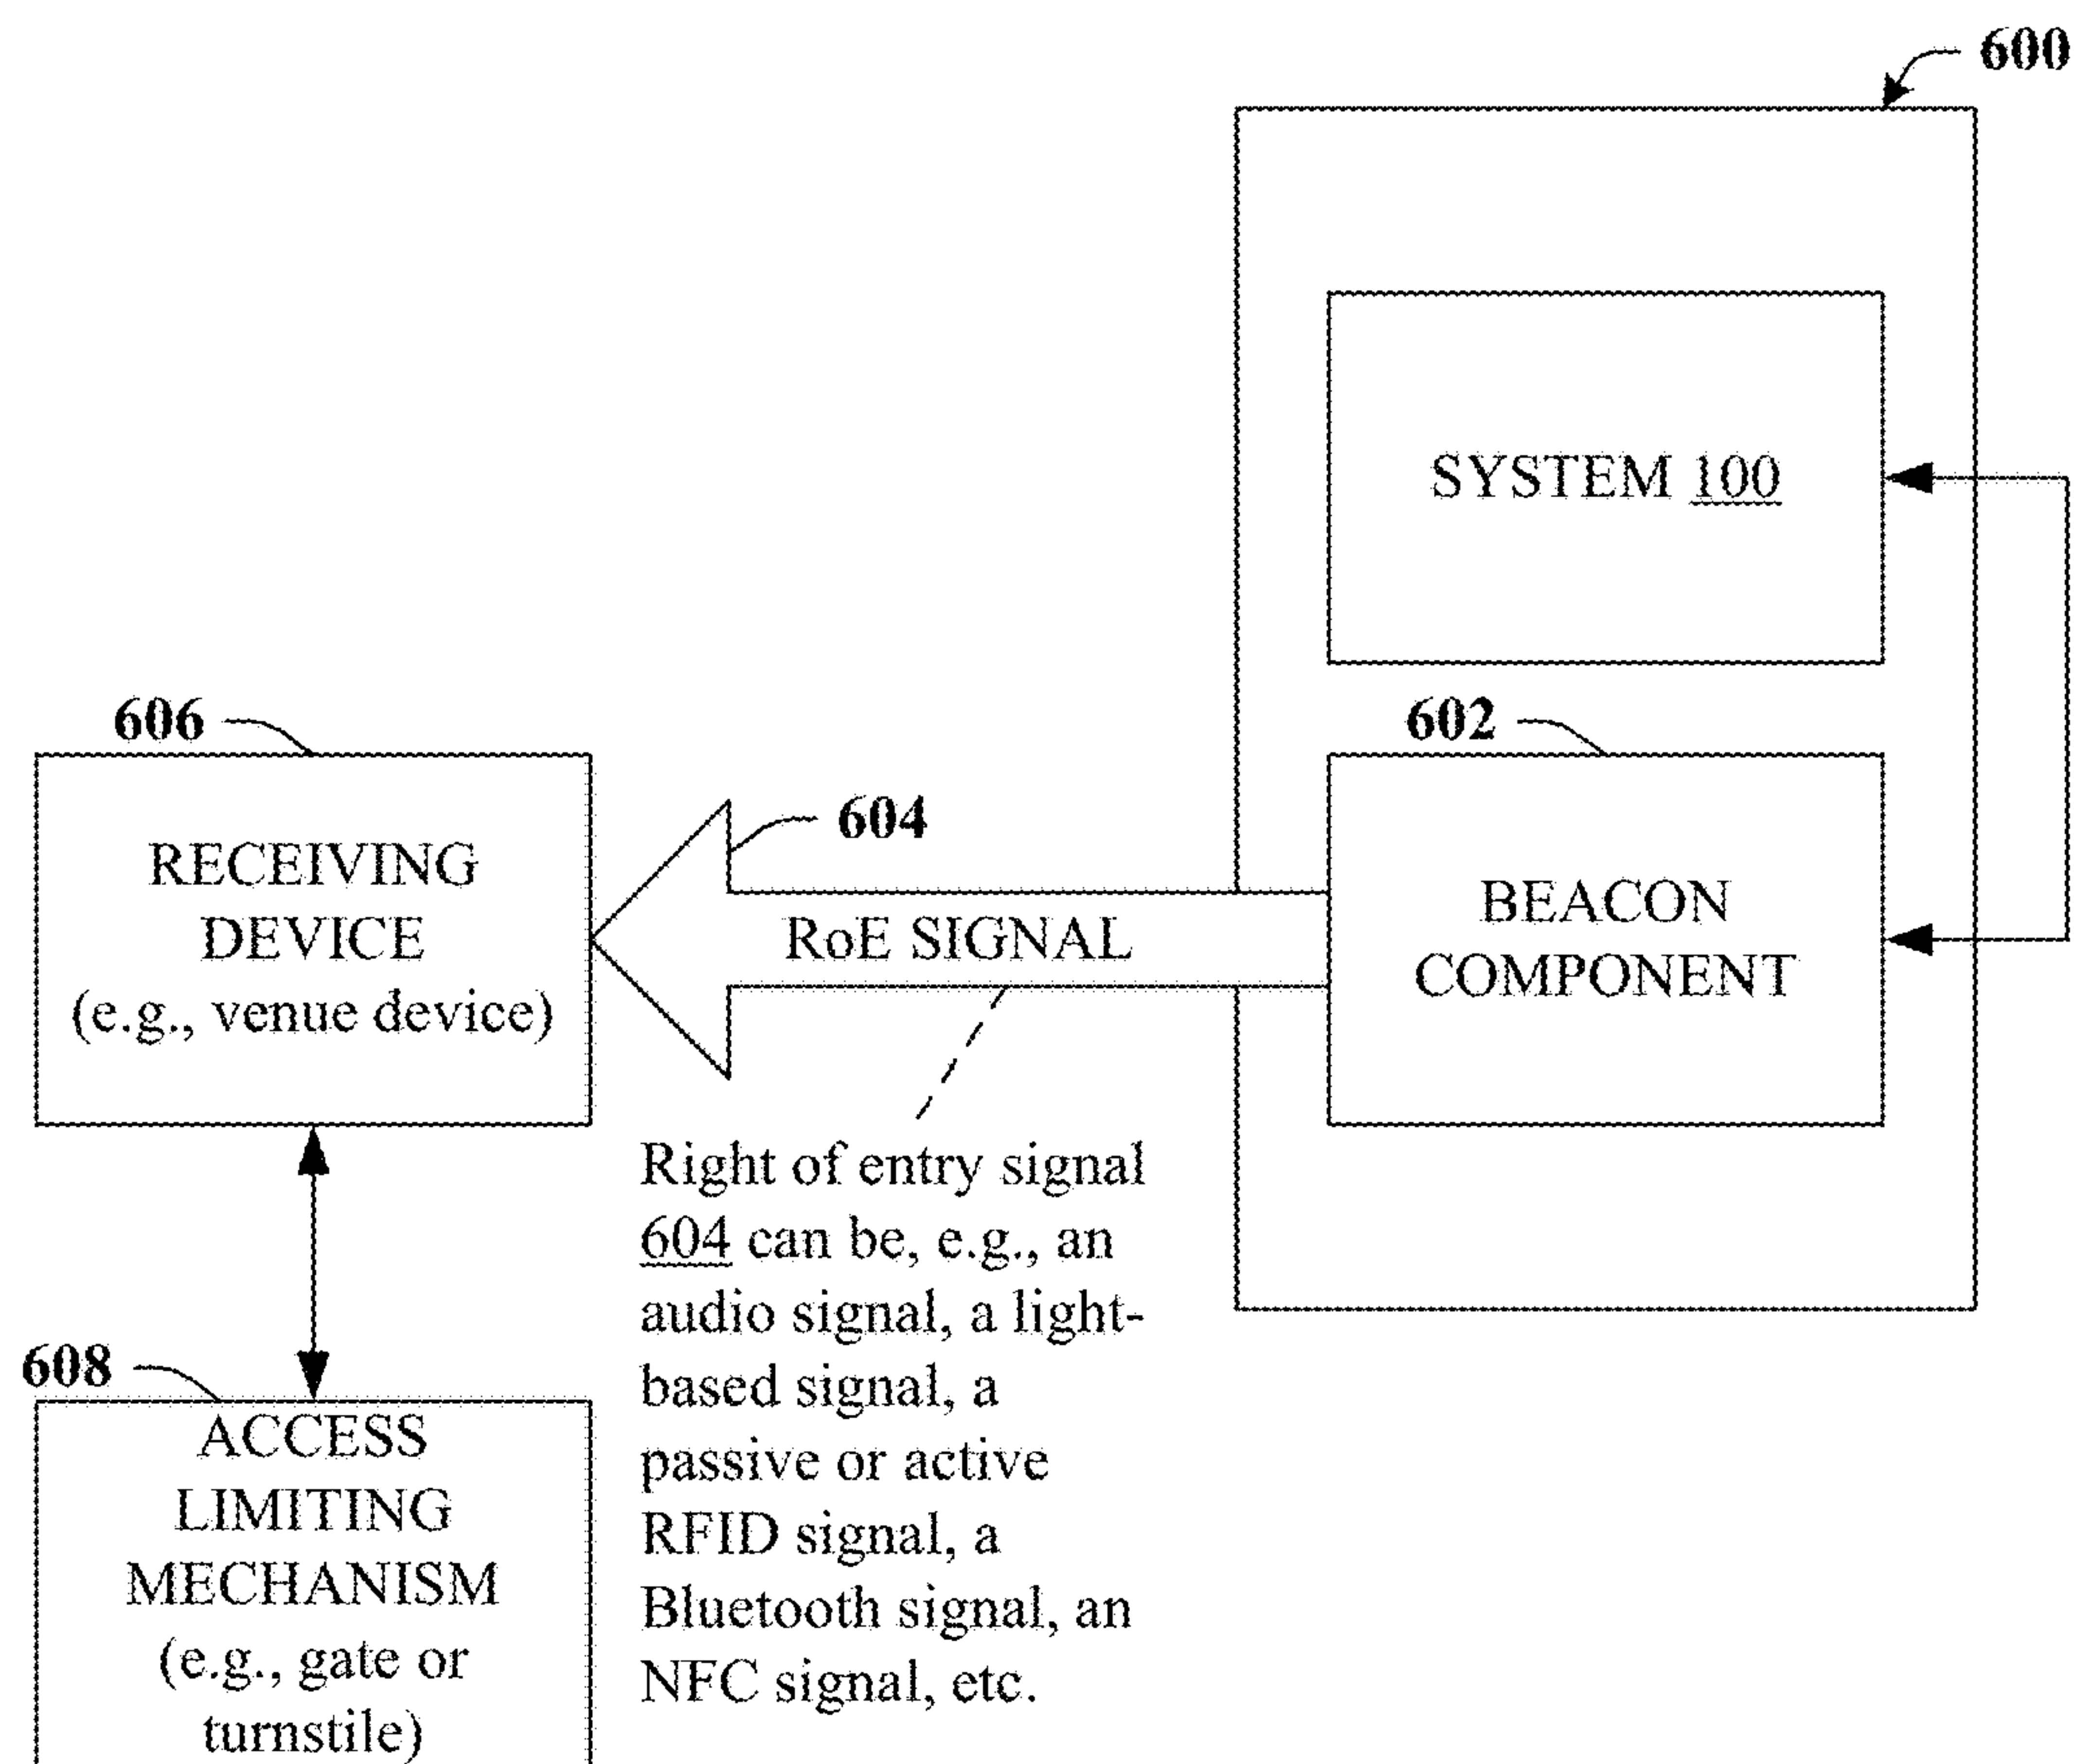 600
SYSTEM 100
606
602
604
RECEIVING
DEVICE
(e.g., venue device)
RoE SIGNAL
BEACON
COMPONENT
Right of entry signal
604 can be, e.g., an
audio signal, a light-
based signal, a
passive or active
RFID signal, a
Bluetooth signal, an
NFC signal, etc.
608
ACCESS
LIMITING
MECHANISM
(e.g., gate or
turnstile)